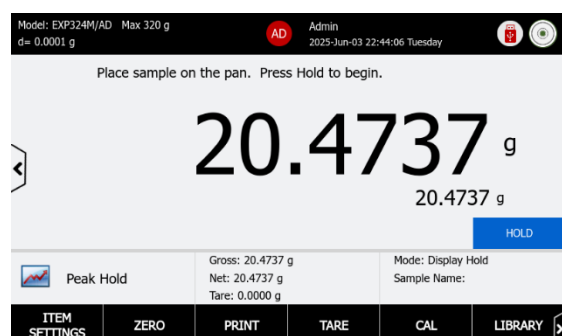 Model: EXP324M/AD Max 320 g
d= 0.0001 g
AD
Admin
2025-Jun-03 22:44:06 Tuesday
Place sample on the pan. Press Hold to begin.
20.4737 g
20.4737 g
HOLD
Peak Hold
Gross: 20.4737 g
Net: 20.4737 g
Tare: 0.0000 g
Mode: Display Hold
Sample Name:
ITEM
SETTINGS
ZERO
PRINT
TARE
CAL
LIBRARY